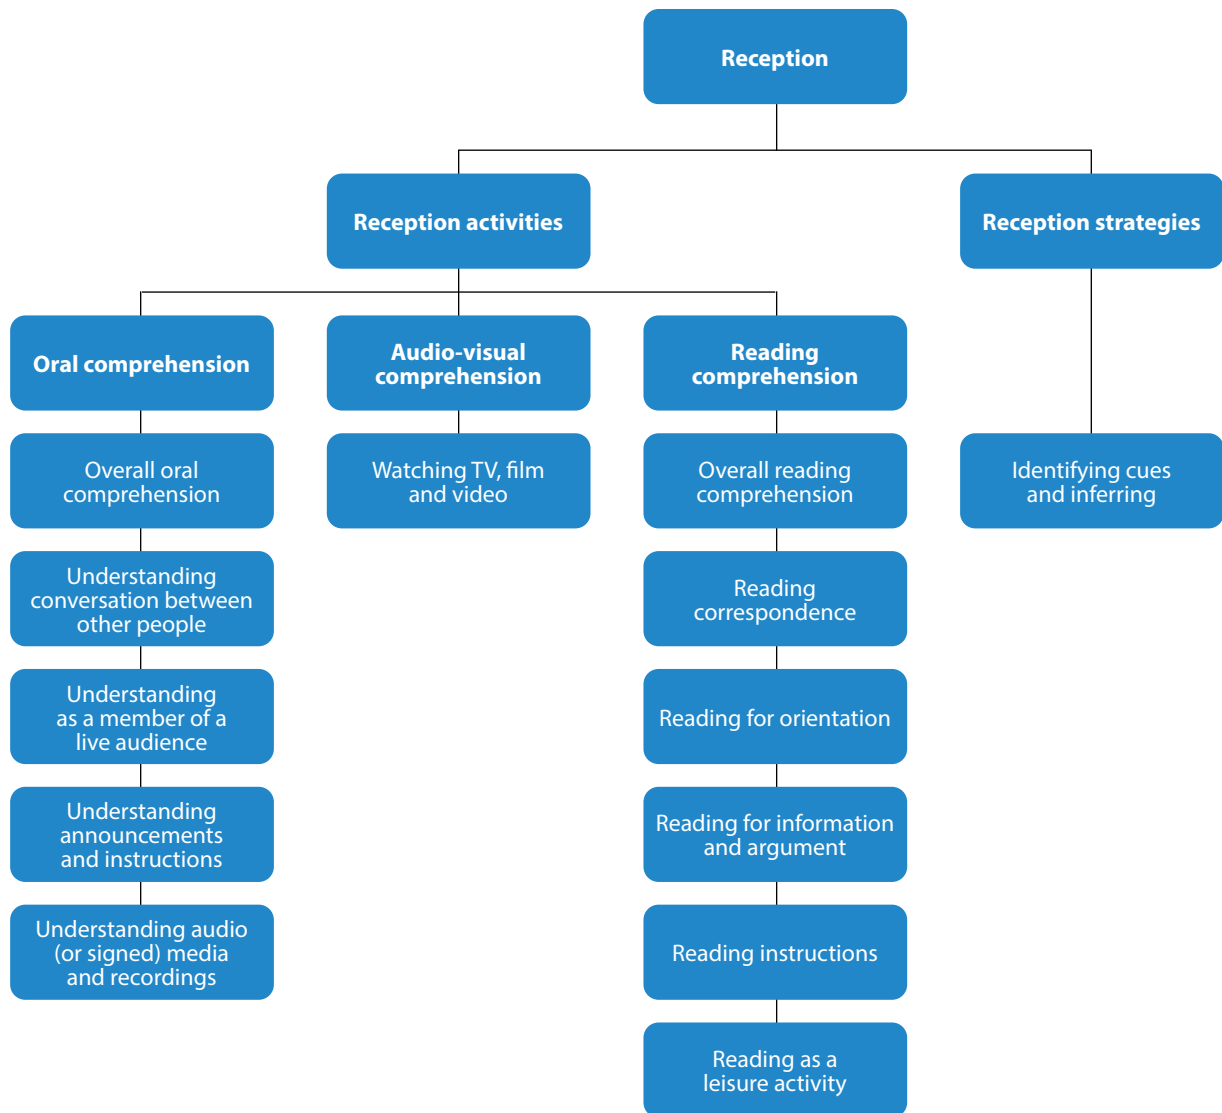 Reception
Reception activities
Reception strategies
Oral comprehension
Audio-visual
comprehension
Reading
comprehension
Overall oral
comprehension
Watching TV, film
and video
Overall reading
comprehension
Identifying cues
and inferring
Understanding
conversation between
other people
Reading
correspondence
Understanding
as a member of a
live audience
Reading for orientation
Understanding
announcements
and instructions
Reading for information
and argument
Understanding audio
(or signed) media
and recordings
Reading instructions
Reading as a
leisure activity